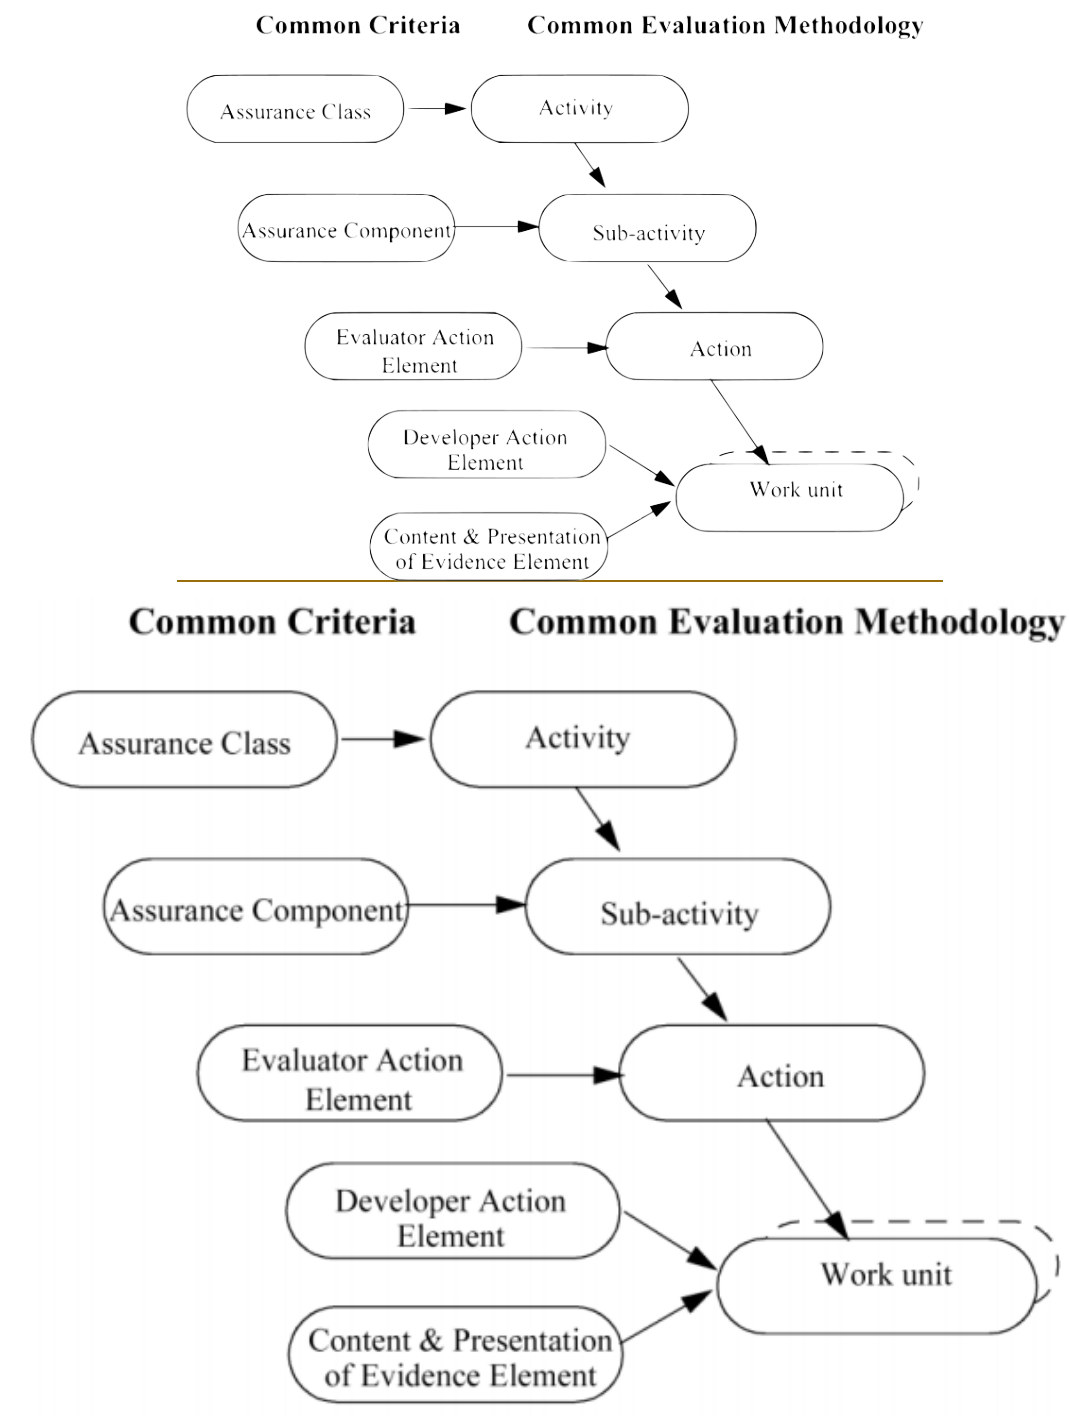 Common Criteria
Common Evaluation Methodology
Assurance Class
Activity
Assurance Component
Sub-activity
Evaluator Action
Element
Action
Developer Action
Element
Work unit
Content & Presentation
of Evidence Element
Common Criteria
Common Evaluation Methodology
Assurance Class
Activity
Assurance Component
Sub-activity
Evaluator Action
Element
Action
Developer Action
Element
Work unit
Content & Presentation
of Evidence Element